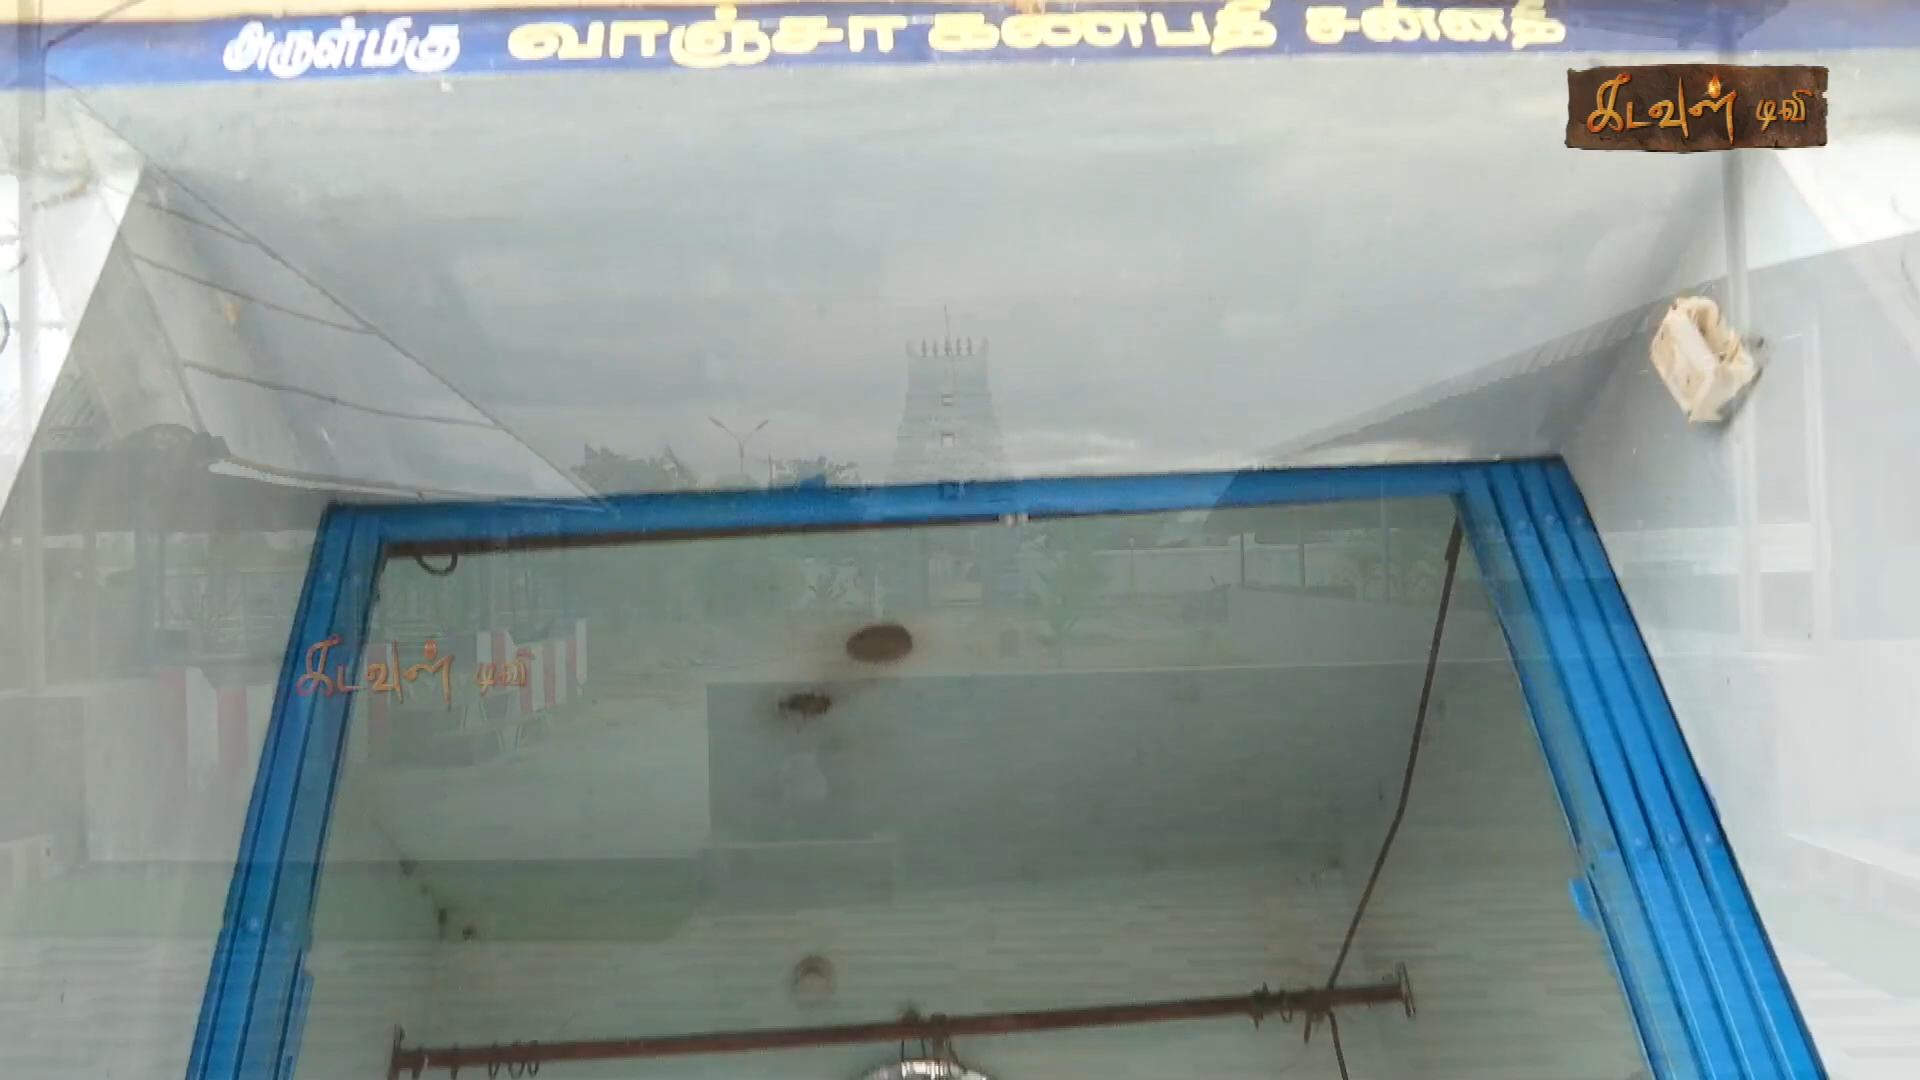 அருள்மிகு வாஞ்சா கணபதி சன்னதி
கடவுள் டிவி
கடவுள் டிவி